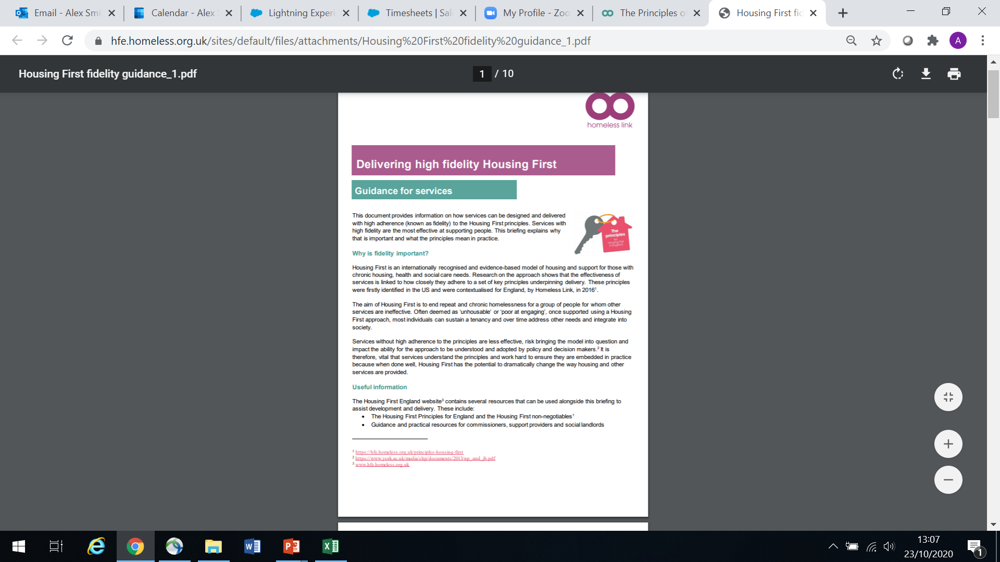 Email - Alex Smi
Calendar - Alex
Lightning Experi
Timesheets | Sal
My Profile - Zoo
The Principles o
Housing First fid
hfe.homeless.org.uk/sites/default/files/attachments/Housing%20First%20fidelity%20guidance_1.pdf
A
Housing First fidelity guidance_1.pdf
1 / 10
homeless link
Delivering high fidelity Housing First
Guidance for services
This document provides information on how services can be designed and delivered
with high adherence (known as fidelity) to the Housing First principles. Services with
high fidelity are the most effective at supporting people. This briefing explains why
that is important and what the principles mean in practice.
The
principles
for
Housing First
in England
Why is fidelity important?
Housing First is an internationally recognised and evidence-based model of housing and support for those with
chronic housing, health and social care needs. Research on the approach shows that the effectiveness of
services is linked to how closely they adhere to a set of key principles underpinning delivery. These principles
were firstly identified in the US and were contextualised for England, by Homeless Link, in 2016¹.
The aim of Housing First is to end repeat and chronic homelessness for a group of people for whom other
services are ineffective. Often deemed as ‘unhousable’ or ‘poor at engaging’, once supported using a Housing
First approach, most individuals can sustain a tenancy and over time address other needs and integrate into
society.
Services without high adherence to the principles are less effective, risk bringing the model into question and
impact the ability for the approach to be understood and adopted by policy and decision makers.² It is
therefore, vital that services understand the principles and work hard to ensure they are embedded in practice
because when done well, Housing First has the potential to dramatically change the way housing and other
services are provided.
Useful information
The Housing First England website³ contains several resources that can be used alongside this briefing to
assist development and delivery. These include:
• The Housing First Principles for England and the Housing First non-negotiables¹
• Guidance and practical resources for commissioners, support providers and social landlords
¹ https://hfe.homeless.org.uk/principles-housing-first
² https://www.york.ac.uk/media/chp/documents/2013/np_and_jb.pdf
³ www.hfe.homeless.org.uk
13:07
23/10/2020
1